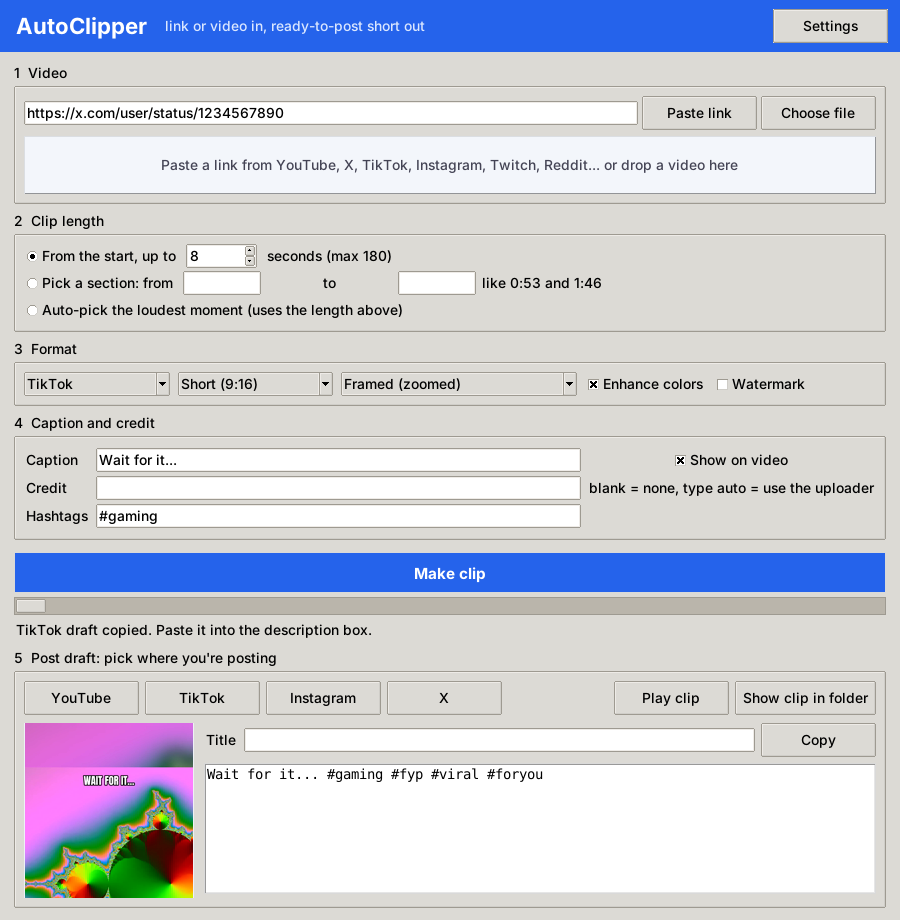 AutoClipper link or video in, ready-to-post short out Settings
1 Video
https://x.com/user/status/1234567890 Paste link Choose file
Paste a link from YouTube, X, TikTok, Instagram, Twitch, Reddit... or drop a video here
2 Clip length
From the start, up to 8 seconds (max 180)
Pick a section: from to like 0:53 and 1:46
Auto-pick the loudest moment (uses the length above)
3 Format
TikTok Short (9:16) Framed (zoomed) Enhance colors Watermark
4 Caption and credit
Caption Wait for it... Show on video
Credit blank = none, type auto = use the uploader
Hashtags #gaming
Make clip
TikTok draft copied. Paste it into the description box.
5 Post draft: pick where you're posting
YouTube TikTok Instagram X Play clip Show clip in folder
Title Copy
Wait for it... #gaming #fyp #viral #foryou
WAIT FOR IT...